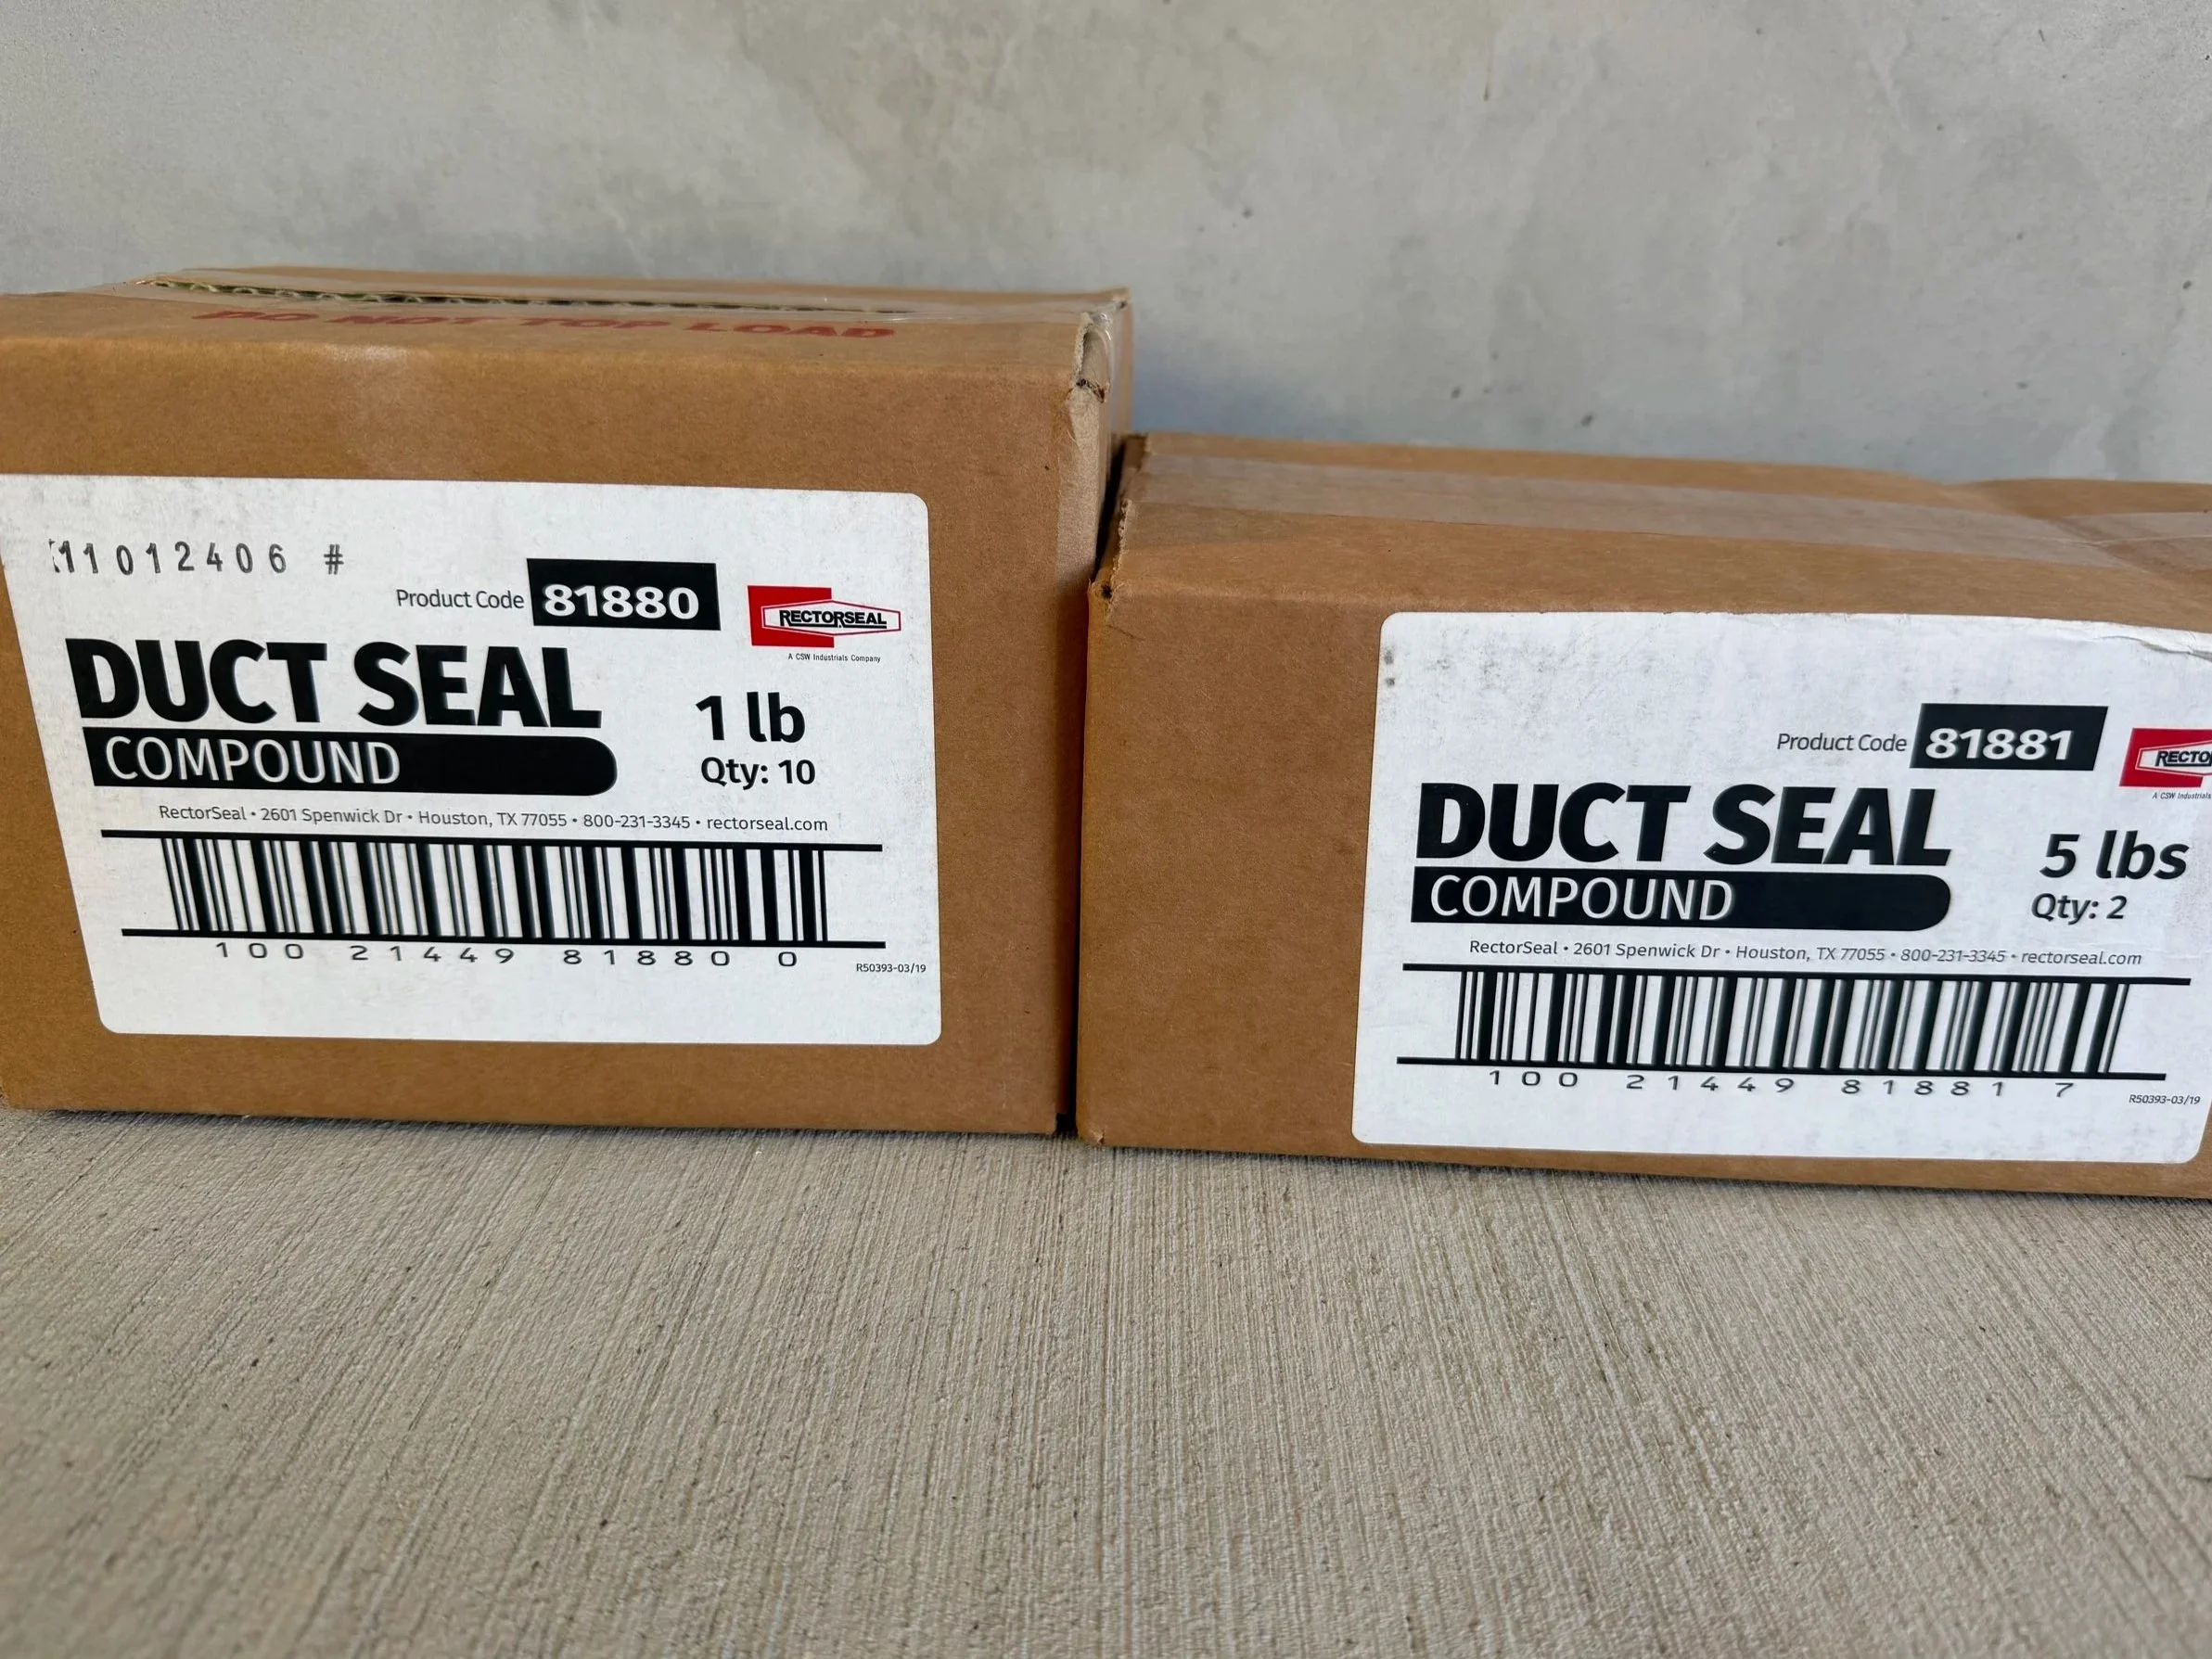 DO NOT TOP LOAD
11012406 #
Product Code 81880
RECTORSEAL
A CSW Industrials Company
DUCT SEAL
COMPOUND
1 lb
Qty: 10
RectorSeal • 2601 Spenwick Dr • Houston, TX 77055 • 800-231-3345 • rectorseal.com
100 21449 81880 0
R50393-03/19
Product Code 81881
RECTO
A CSW Industrials
DUCT SEAL
COMPOUND
5 lbs
Qty: 2
RectorSeal • 2601 Spenwick Dr • Houston, TX 77055 • 800-231-3345 • rectorseal.com
100 21449 81881 7
R50393-03/19